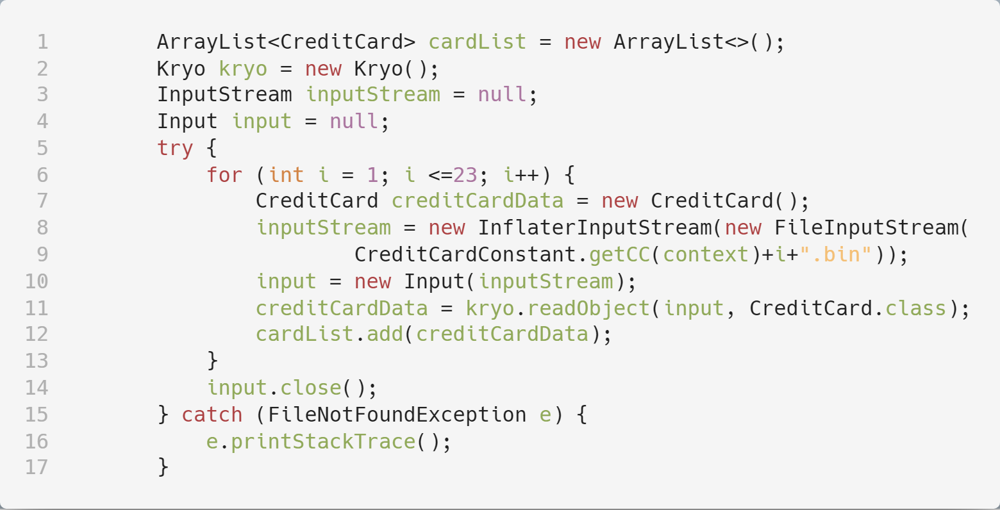 1 ArrayList<CreditCard> cardList = new ArrayList<>();
2 Kryo kryo = new Kryo();
3 InputStream inputStream = null;
4 Input input = null;
5 try {
6 for (int i = 1; i <=23; i++) {
7 CreditCard creditCardData = new CreditCard();
8 inputStream = new InflaterInputStream(new FileInputStream(
9 CreditCardConstant.getCC(context)+i+".bin"));
10 input = new Input(inputStream);
11 creditCardData = kryo.readObject(input, CreditCard.class);
12 cardList.add(creditCardData);
13 }
14 input.close();
15 } catch (FileNotFoundException e) {
16 e.printStackTrace();
17 }